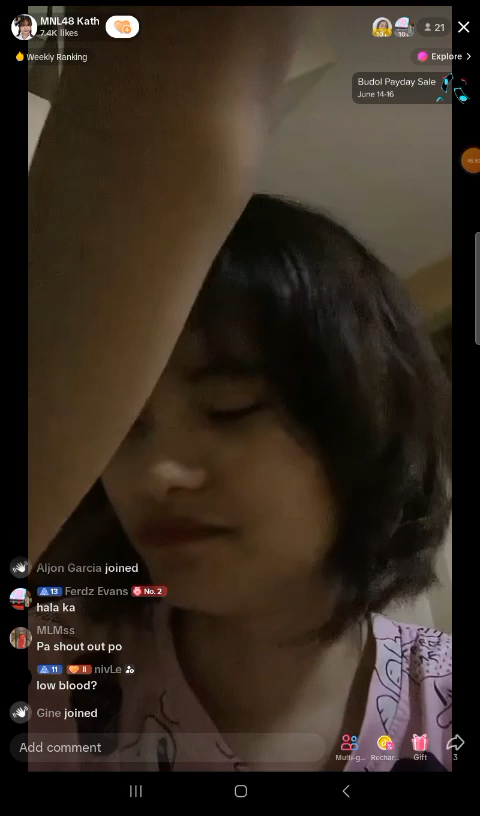 MNL48 Kath
7.4K likes
21
Weekly Ranking
Explore
Budol Payday Sale
June 14-16
Aljon Garcia joined
13 Ferdz Evans No. 2
hala ka
MLMss
Pa shout out po
11 II nivLe
low blood?
Gine joined
Add comment
Multi-g...
Rechar...
Gift
3